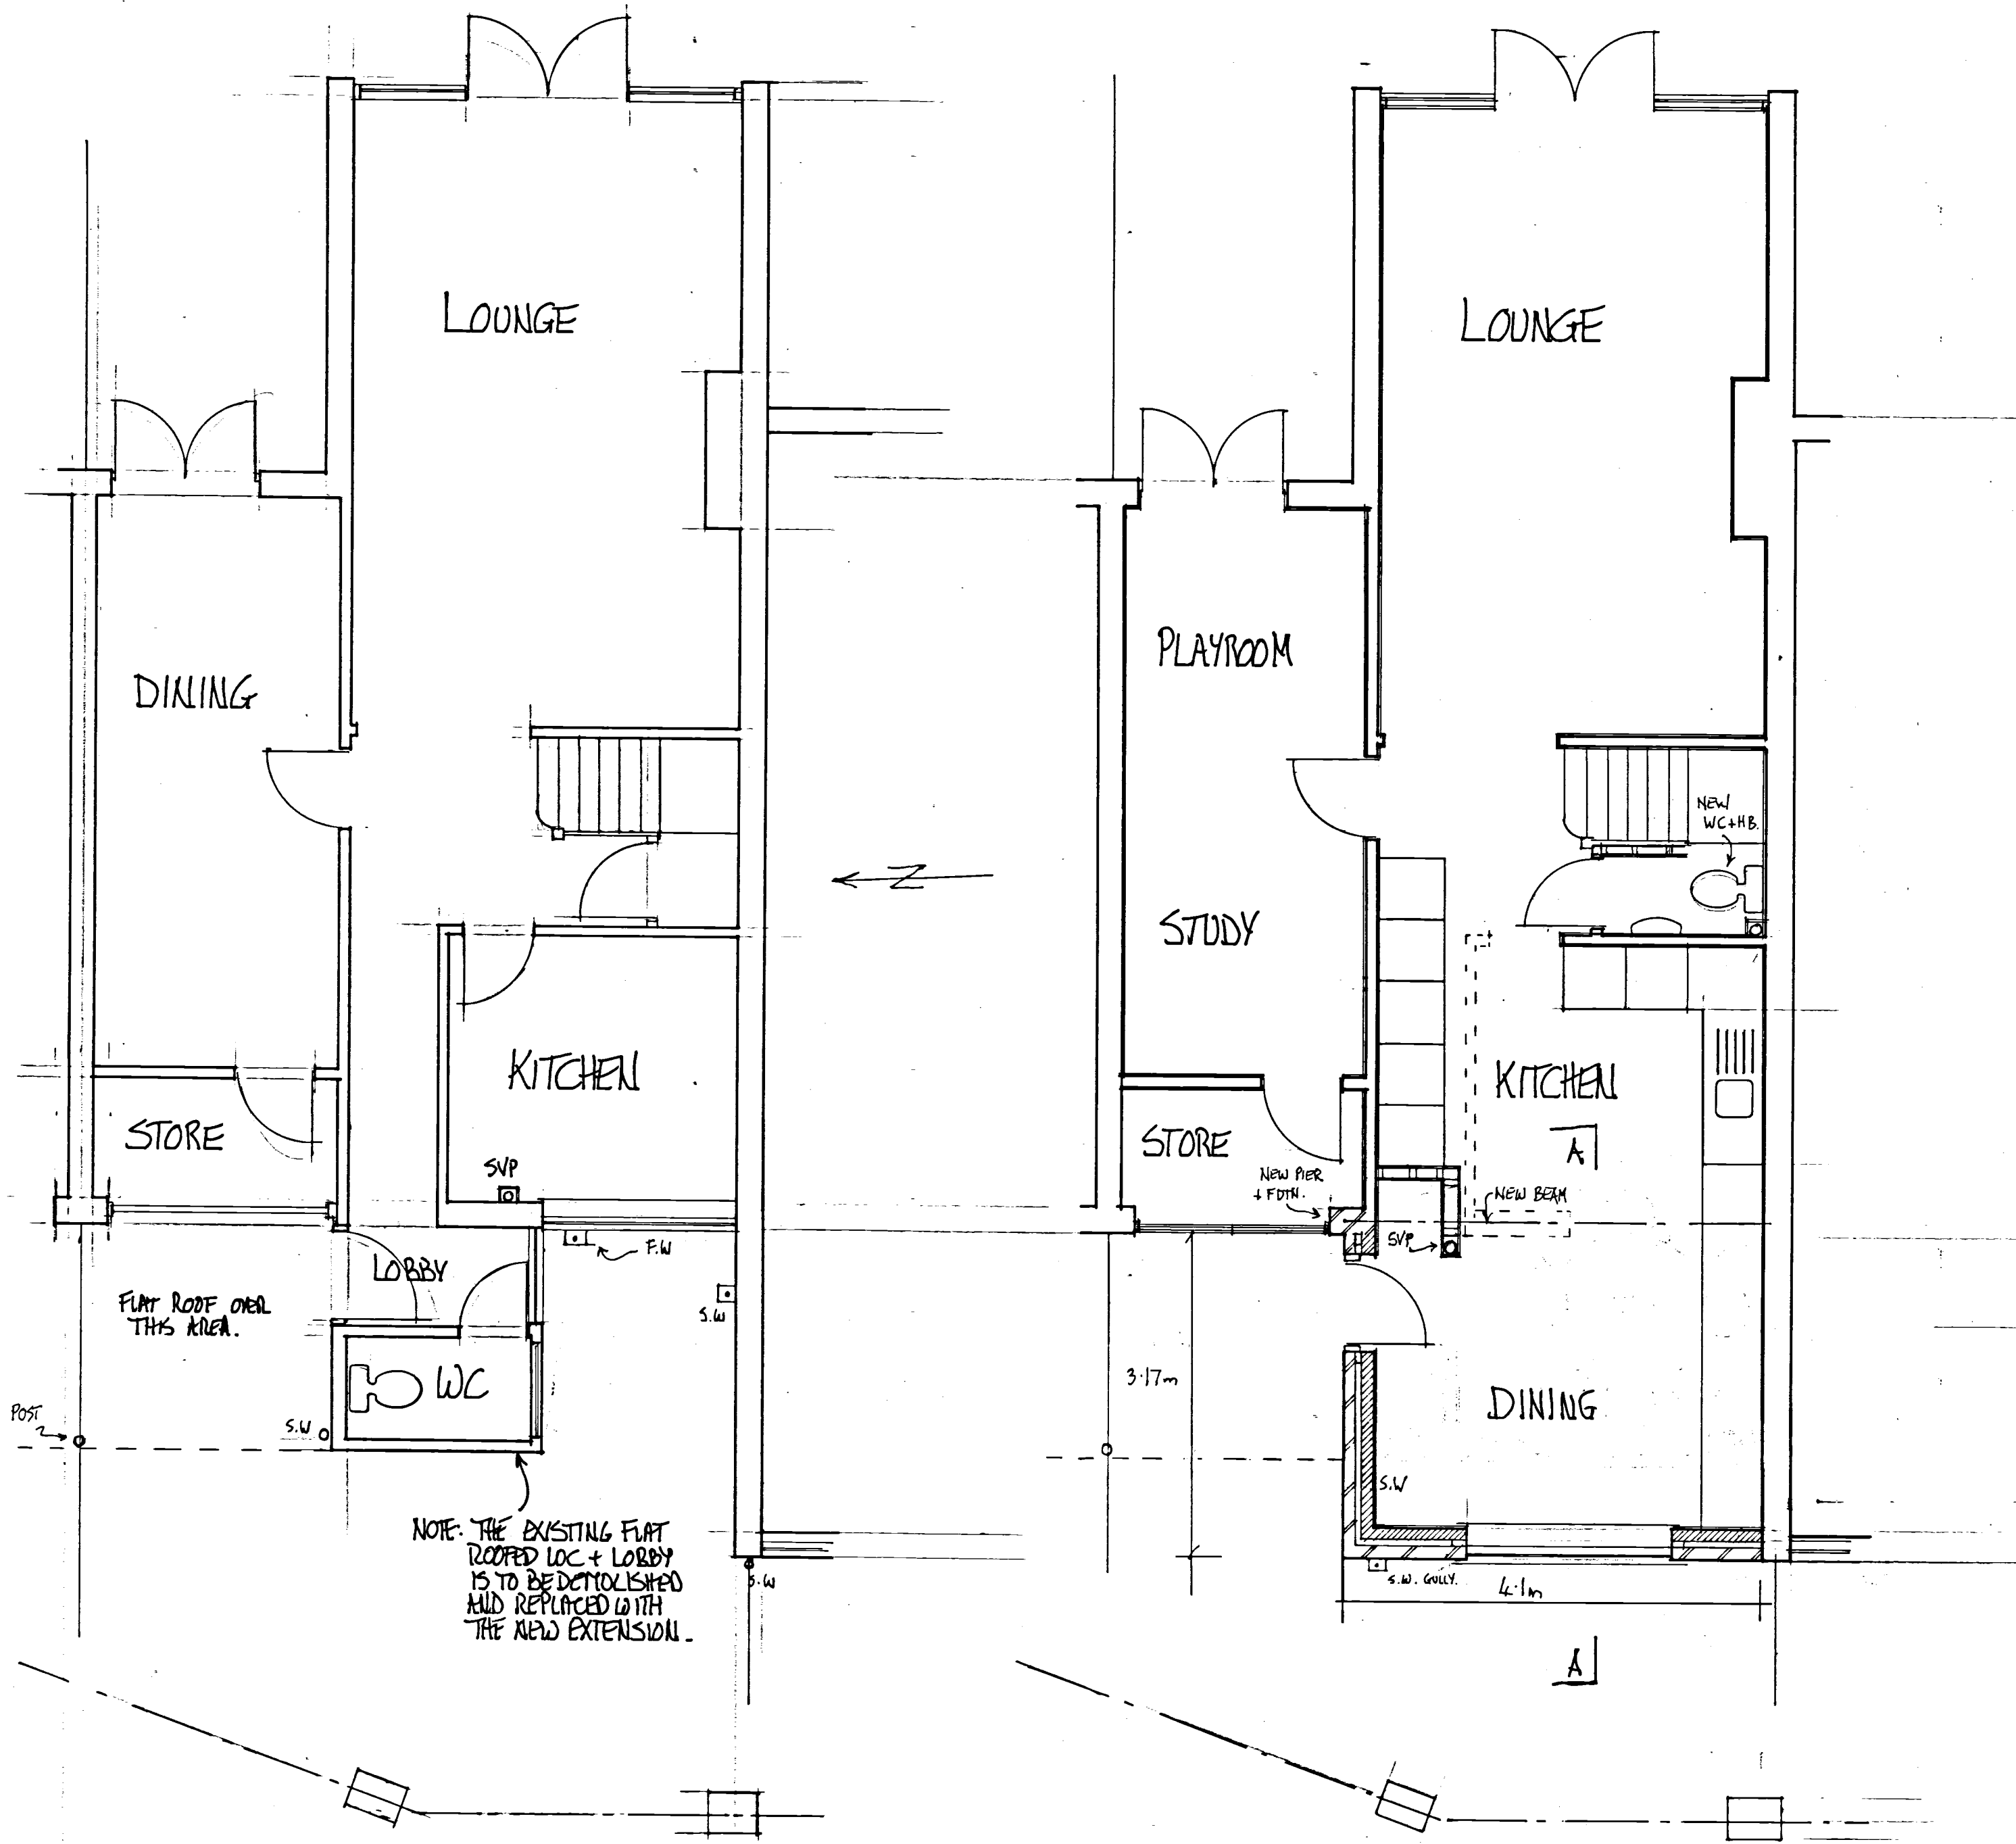 LOUNGE
DINING
KITCHEN
STORE
SVP
F.W
LOBBY
S.W
FLAT ROOF OVER
THIS AREA.
WC
POST
S.W
NOTE: THE EXISTING FLAT
ROOFED LOC + LOBBY
IS TO BE DEMOLISHED
AND REPLACED WITH
THE NEW EXTENSION.
S.W
N
LOUNGE
PLAYROOM
NEW
WC+HB.
STUDY
KITCHEN
A
STORE
NEW PIER
+ FDTN.
NEW BEAM
SVP
3.17m
DINING
S.W
S.W. GULLY.
4.1m
A